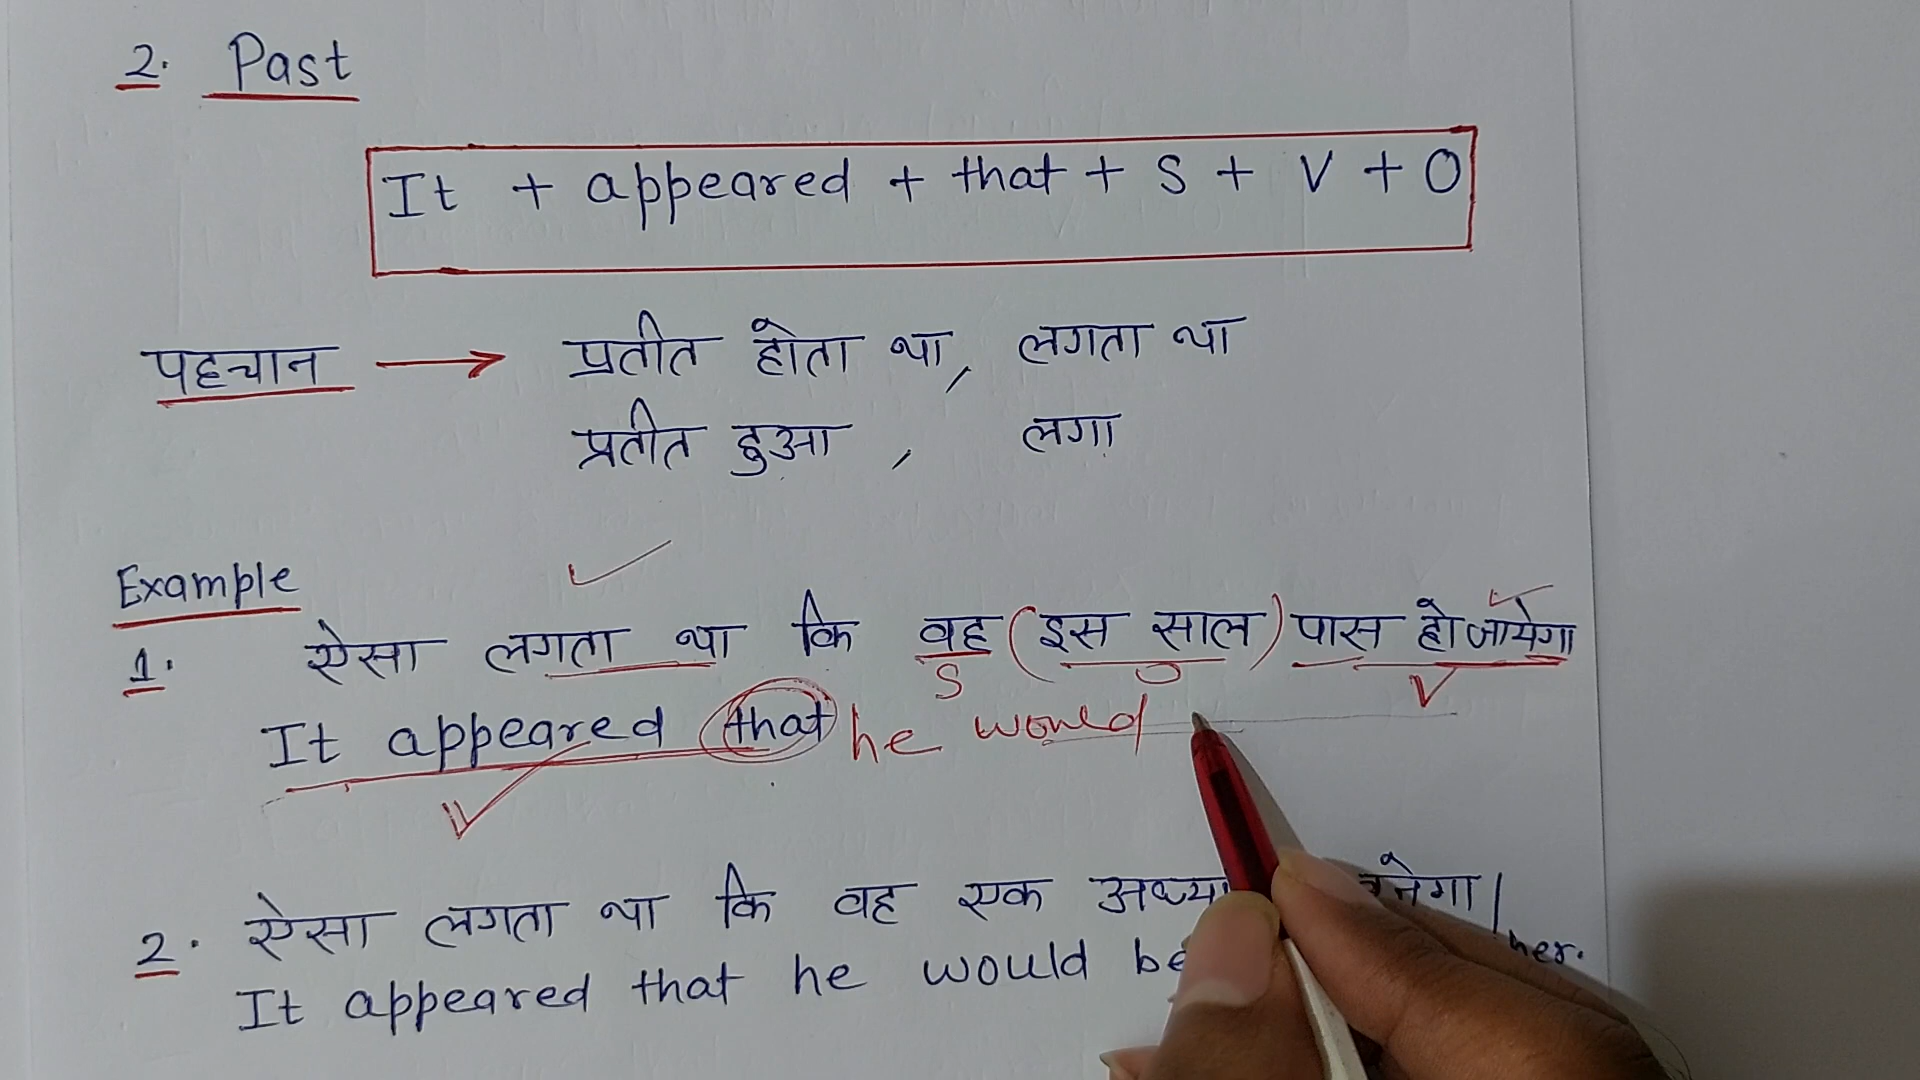 2. Past
It + appeared + that + S + V + O
पहचान → प्रतीत होता था, लगता था
प्रतीत हुआ , लगा
Example
1. ऐसा लगता था कि वह (इस साल) पास हो जायेगा
S O V
It appeared that he would
2. ऐसा लगता था कि वह एक
It appeared that he would